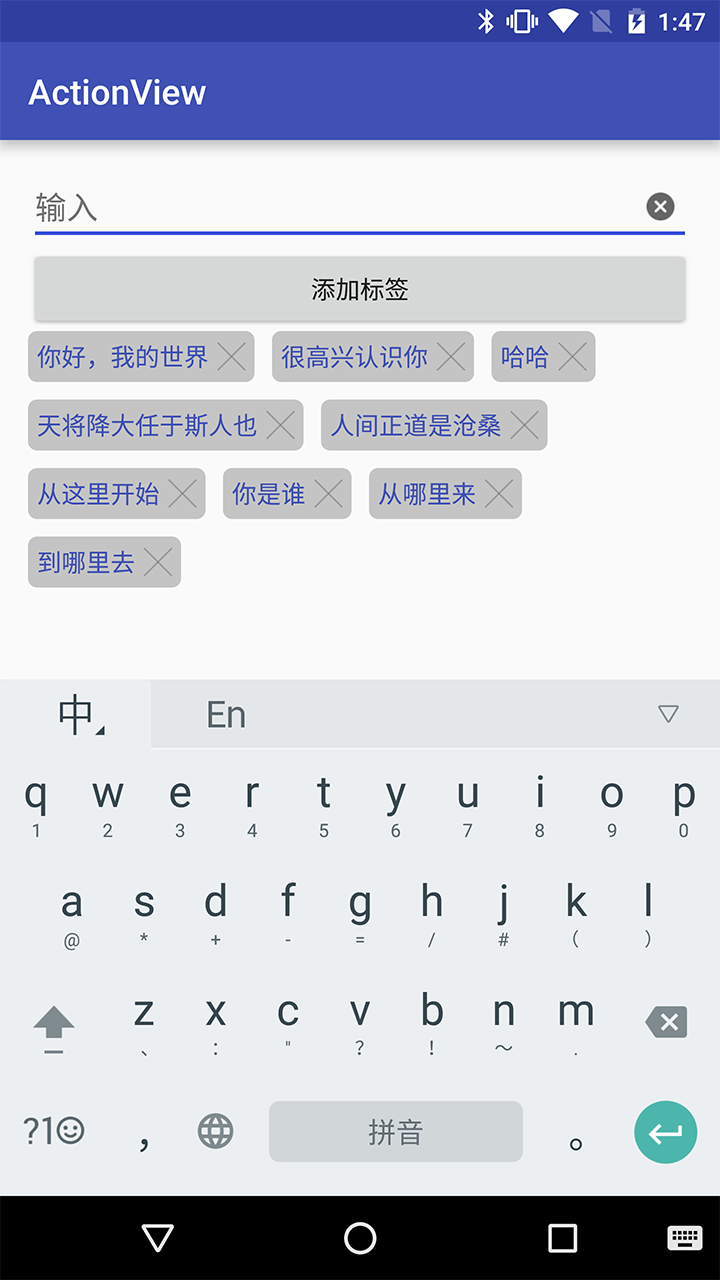 1:47
ActionView
输入
添加标签
你好，我的世界 很高兴认识你 哈哈
天将降大任于斯人也 人间正道是沧桑
从这里开始 你是谁 从哪里来
到哪里去
中 En
q w e r t y u i o p
1 2 3 4 5 6 7 8 9 0
a s d f g h j k l
@ * + - = / # ( )
z x c v b n m
、 : " ? ! ～ .
?1☺ ， 拼音 。